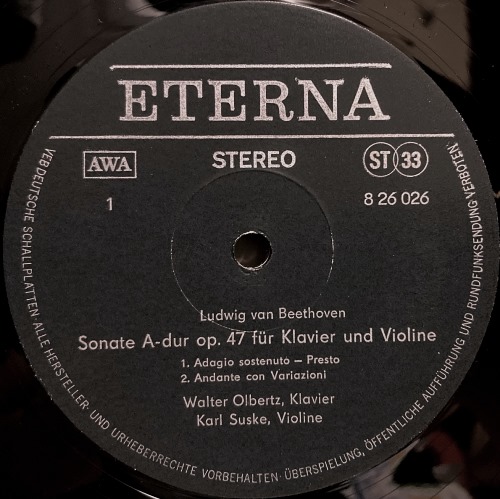 ETERNA
AWA
STEREO
ST 33
1
8 26 026
Ludwig van Beethoven
Sonate A-dur op. 47 für Klavier und Violine
1. Adagio sostenuto – Presto
2. Andante con Variazioni
Walter Olbertz, Klavier
Karl Suske, Violine
VEB DEUTSCHE SCHALLPLATTEN · ALLE HERSTELLER- UND URHEBERRECHTE VORBEHALTEN · ÜBERSPIELUNG, ÖFFENTLICHE AUFFÜHRUNG UND RUNDFUNKSENDUNG VERBOTEN